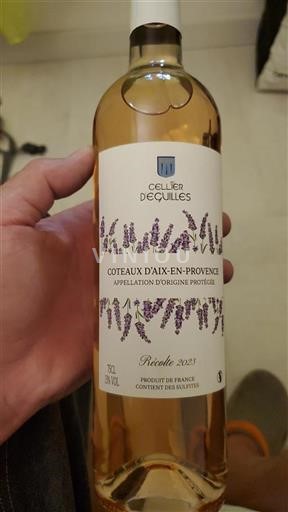 CELLIER
D'EGUILLES
VINIOU
COTEAUX D'AIX-EN-PROVENCE
APPELLATION D'ORIGINE PROTÉGÉE
Récolte 2023
75CL
13% VOL
PRODUIT DE FRANCE
CONTIENT DES SULFITES